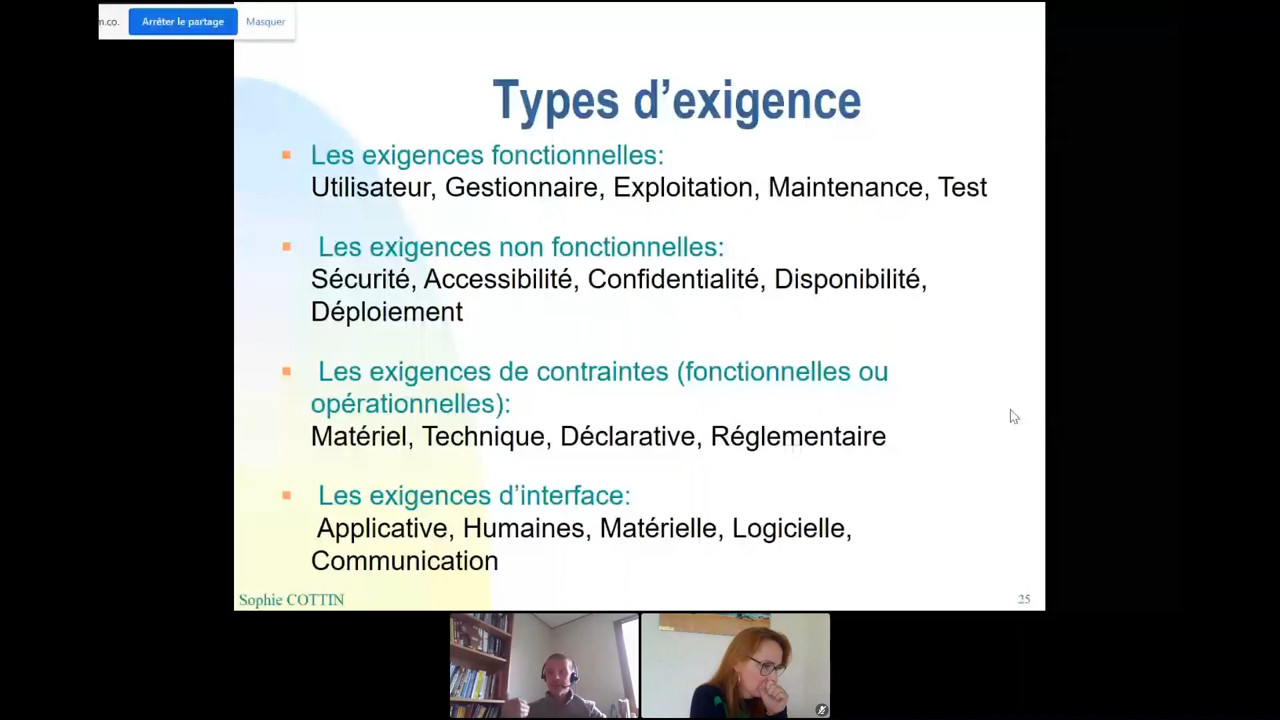 m.co.
Arrêter le partage
Masquer
Types d’exigence
Les exigences fonctionnelles:
Utilisateur, Gestionnaire, Exploitation, Maintenance, Test
Les exigences non fonctionnelles:
Sécurité, Accessibilité, Confidentialité, Disponibilité,
Déploiement
Les exigences de contraintes (fonctionnelles ou
opérationnelles):
Matériel, Technique, Déclarative, Réglementaire
Les exigences d’interface:
Applicative, Humaines, Matérielle, Logicielle,
Communication
Sophie COTTIN
25